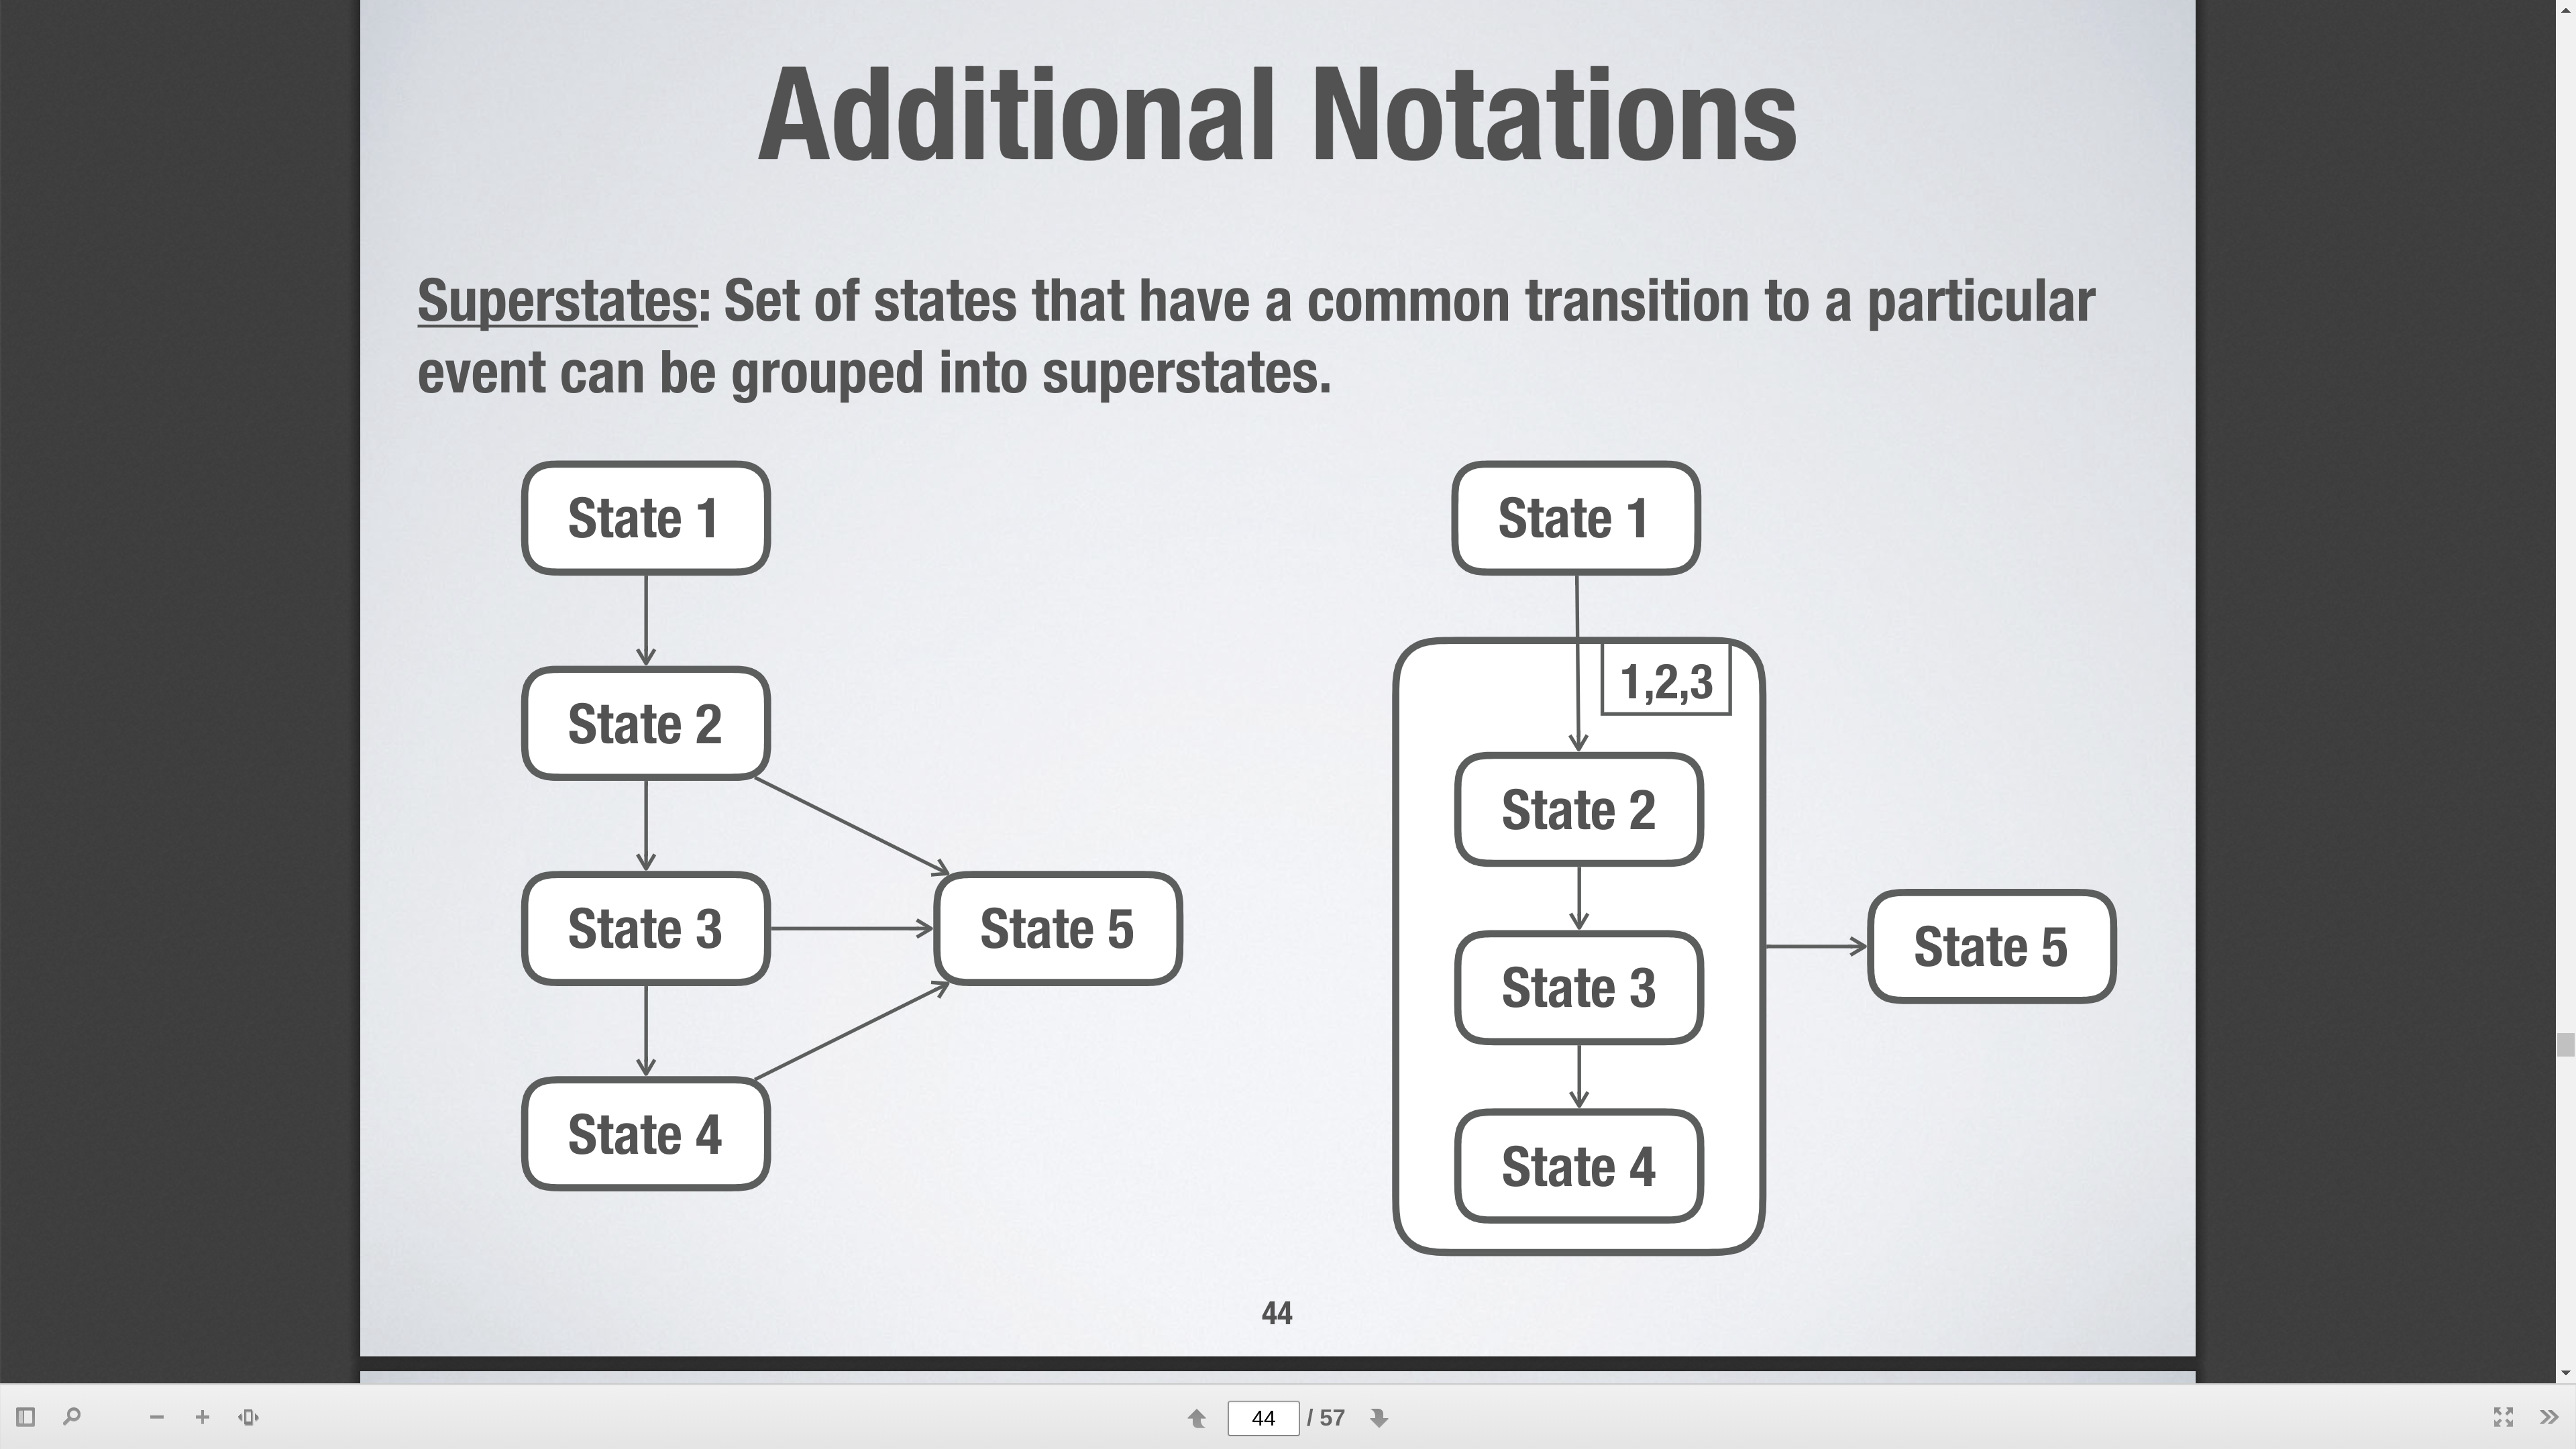 Additional Notations
Superstates: Set of states that have a common transition to a particular
event can be grouped into superstates.
State 1
State 2
State 3
State 4
State 5
State 1
1,2,3
State 2
State 3
State 4
State 5
44
44 / 57